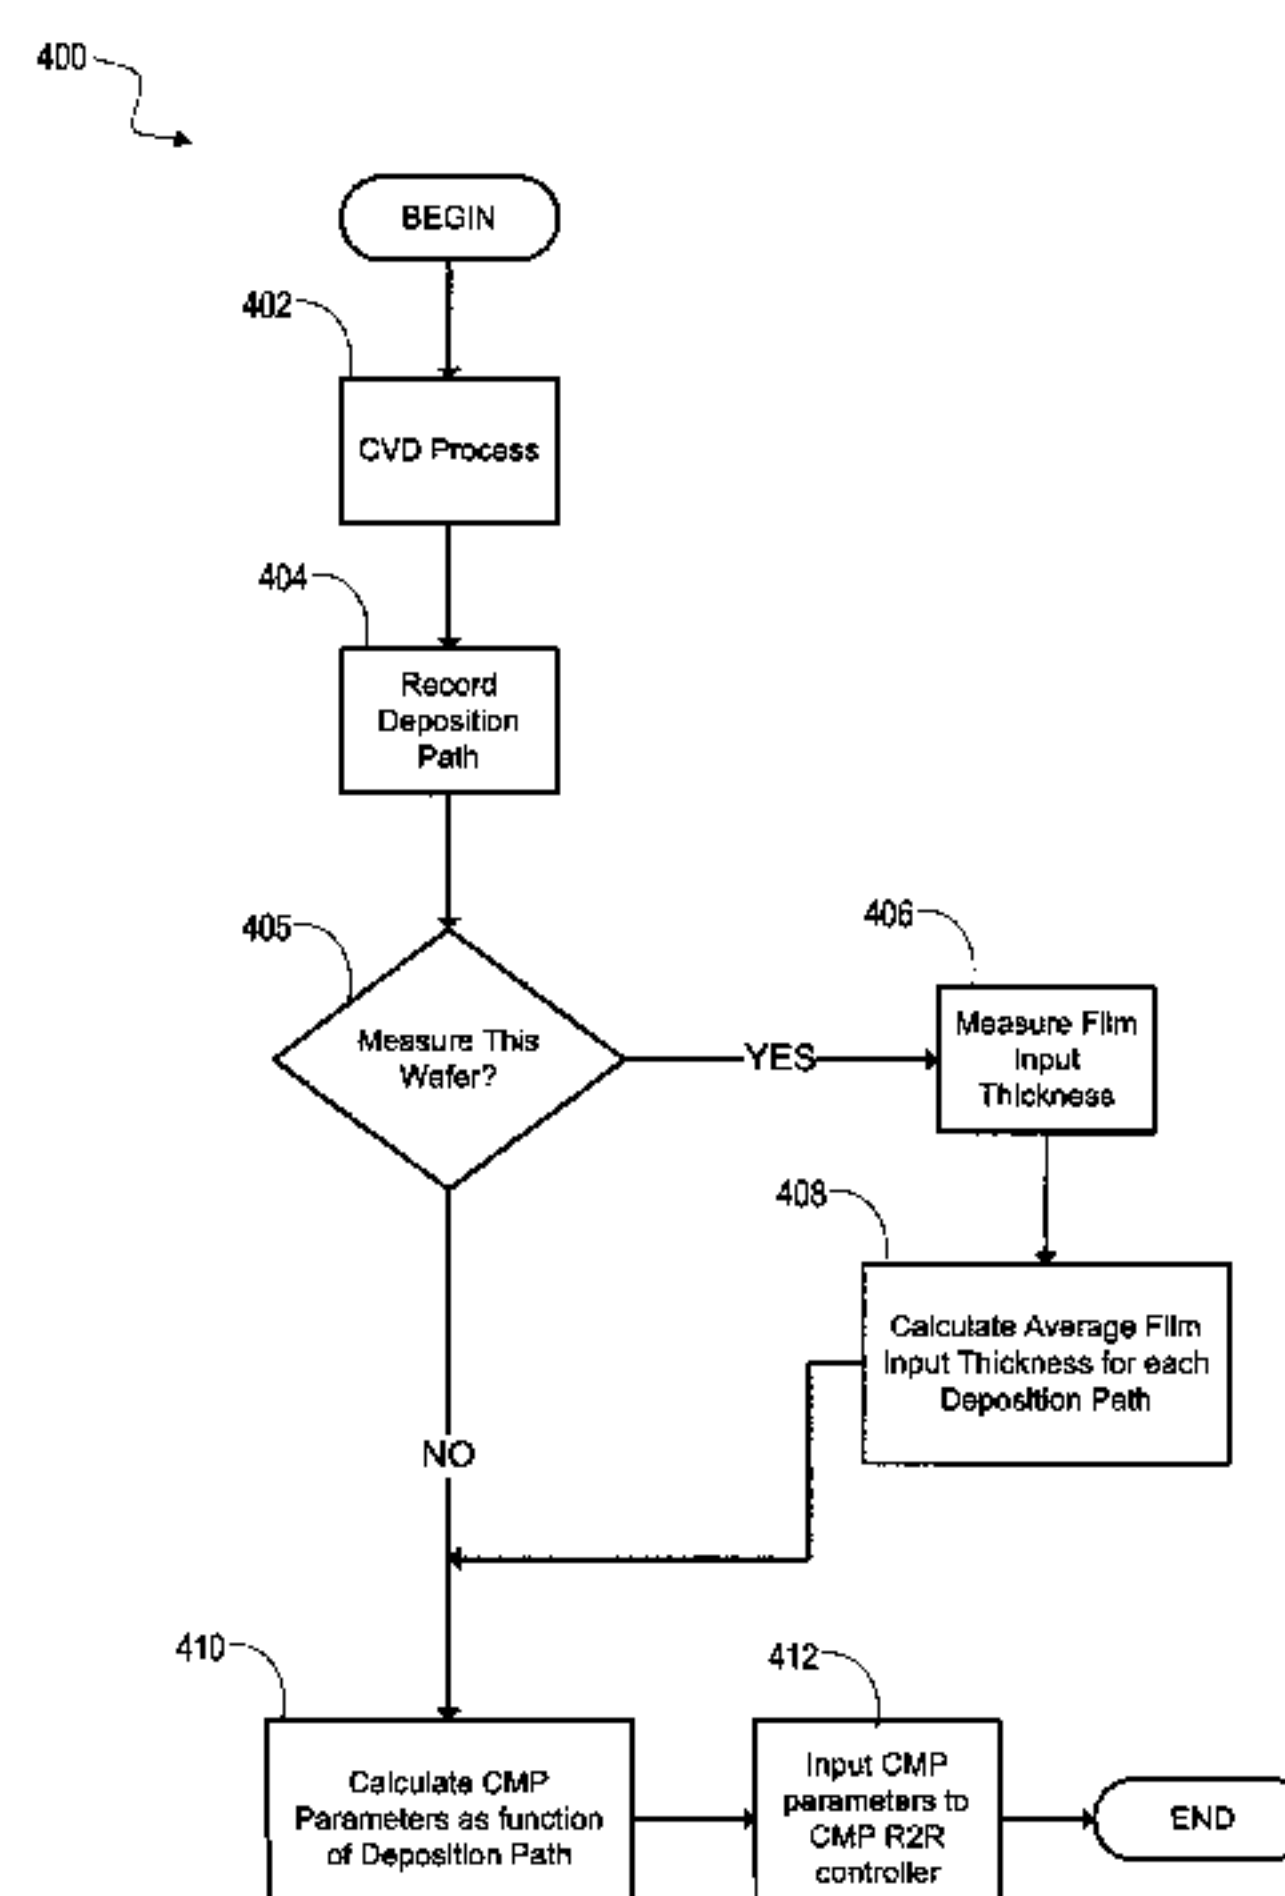 400
BEGIN
402
CVD Process
404
Record
Deposition
Path
405
Measure This
Wafer?
YES
406
Measure Film
Input
Thickness
408
Calculate Average Film
Input Thickness for each
Deposition Path
NO
410
Calculate CMP
Parameters as function
of Deposition Path
412
Input CMP
parameters to
CMP R2R
controller
END